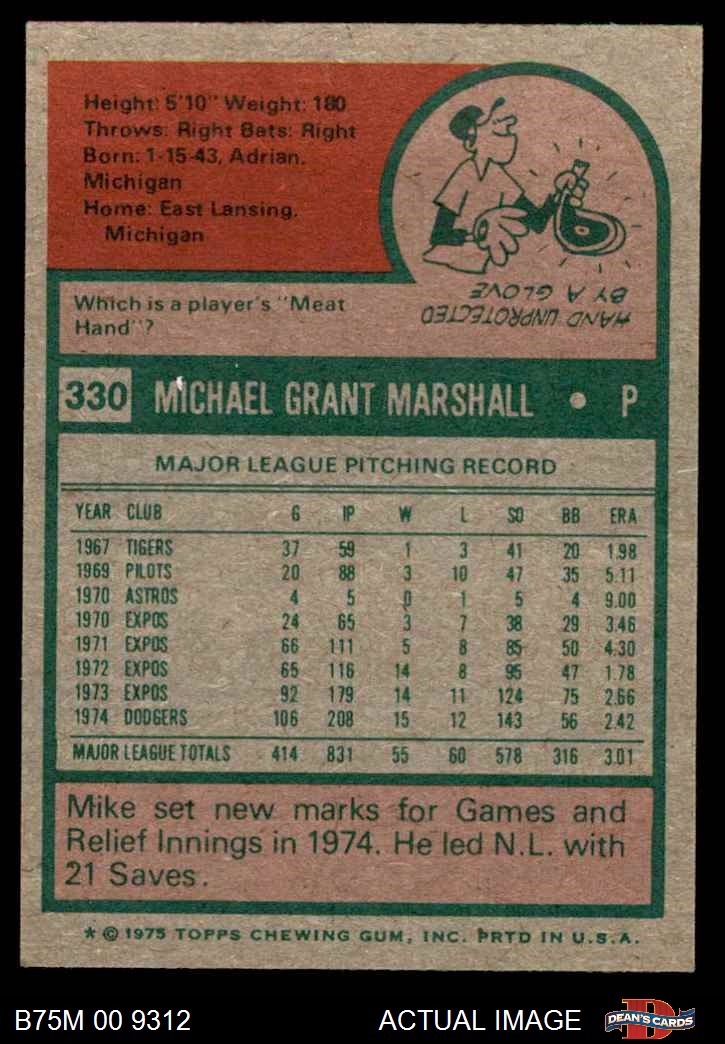 Height: 5'10" Weight: 180
Throws: Right Bats: Right
Born: 1-15-43, Adrian.
Michigan
Home: East Lansing.
Michigan
Which is a player's "Meat
Hand"?
HAND UNPROTECTED
BY A GLOVE
330 MICHAEL GRANT MARSHALL • P
MAJOR LEAGUE PITCHING RECORD
YEAR CLUB G IP W L SO BB ERA
1967 TIGERS 37 59 1 3 41 20 1.98
1969 PILOTS 20 88 3 10 47 35 5.11
1970 ASTROS 4 5 0 1 5 4 9.00
1970 EXPOS 24 65 3 7 38 29 3.46
1971 EXPOS 66 111 5 8 85 50 4.30
1972 EXPOS 65 116 14 8 95 47 1.78
1973 EXPOS 92 179 14 11 124 75 2.66
1974 DODGERS 106 208 15 12 143 56 2.42
MAJOR LEAGUE TOTALS 414 831 55 60 578 316 3.01
Mike set new marks for Games and
Relief Innings in 1974. He led N.L. with
21 Saves.
* © 1975 TOPPS CHEWING GUM, INC. PRTD IN U.S.A.
B75M 00 9312 ACTUAL IMAGE DEAN'S CARDS